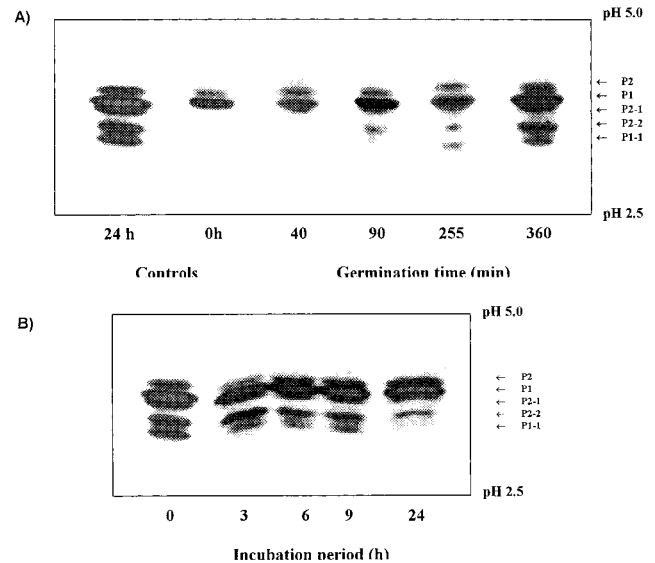 A)
pH 5.0
← P2
← P1
← P2-1
← P2-2
← P1-1
pH 2.5
24 h 0h 40 90 255 360
Controls Germination time (min)
B)
pH 5.0
← P2
← P1
← P2-1
← P2-2
← P1-1
pH 2.5
0 3 6 9 24
Incubation period (h)